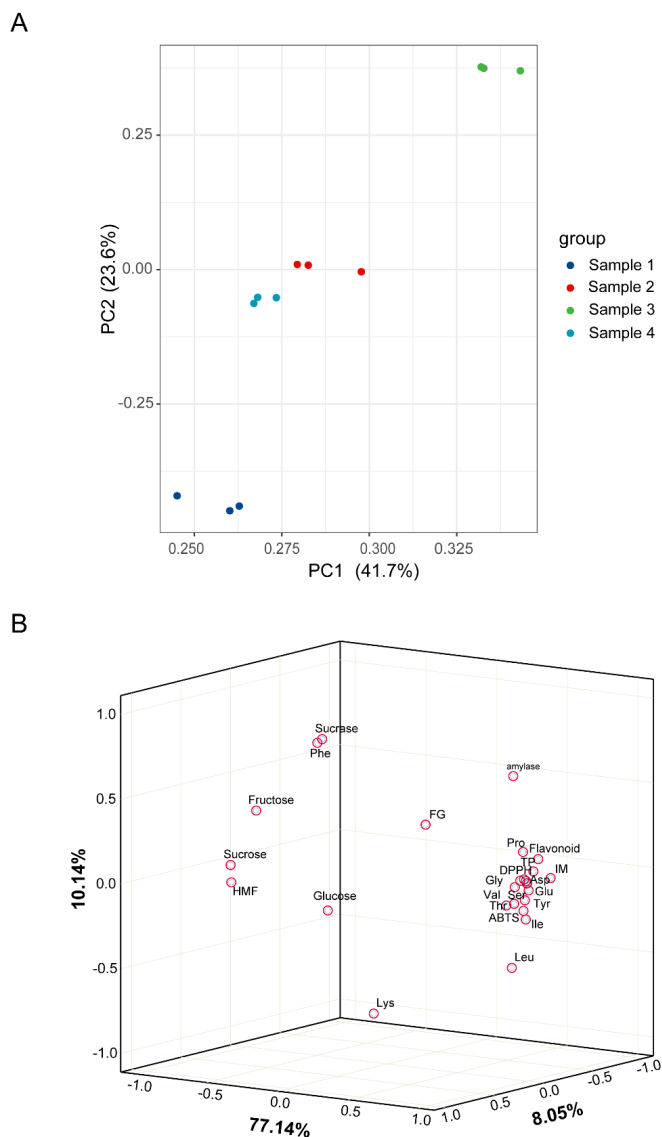 A
0.25
0.00
-0.25
PC2 (23.6%)
0.250 0.275 0.300 0.325
PC1 (41.7%)
group
Sample 1
Sample 2
Sample 3
Sample 4
B
1.0
0.5
0.0
-0.5
-1.0
10.14%
Sucrase
Phe
amylase
Fructose
FG
Pro
Flavonoid
TP
Sucrose
DPPH
IM
Asp
HMF
Gly
Glu
Glucose
Val
Ser
Thr
Tyr
ABTS
Ile
Leu
Lys
-1.0 -0.5 0.0 0.5 1.0
77.14%
1.0 0.5 0.0 -0.5 -1.0
8.05%